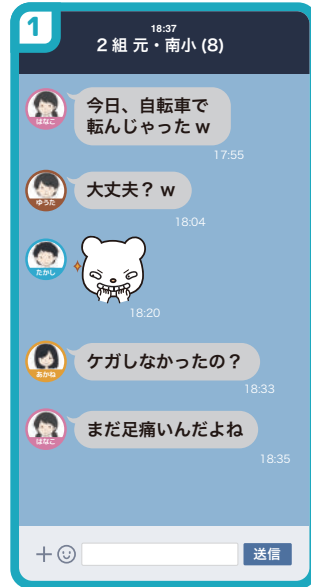 1
18:37
2組 元・南小 (8)
はなこ
今日、自転車で
転んじゃった w
17:55
ゆうた
大丈夫? w
18:04
たかし
18:20
あかね
ケガしなかったの?
18:33
はなこ
まだ足痛いんだよね
18:35
送信